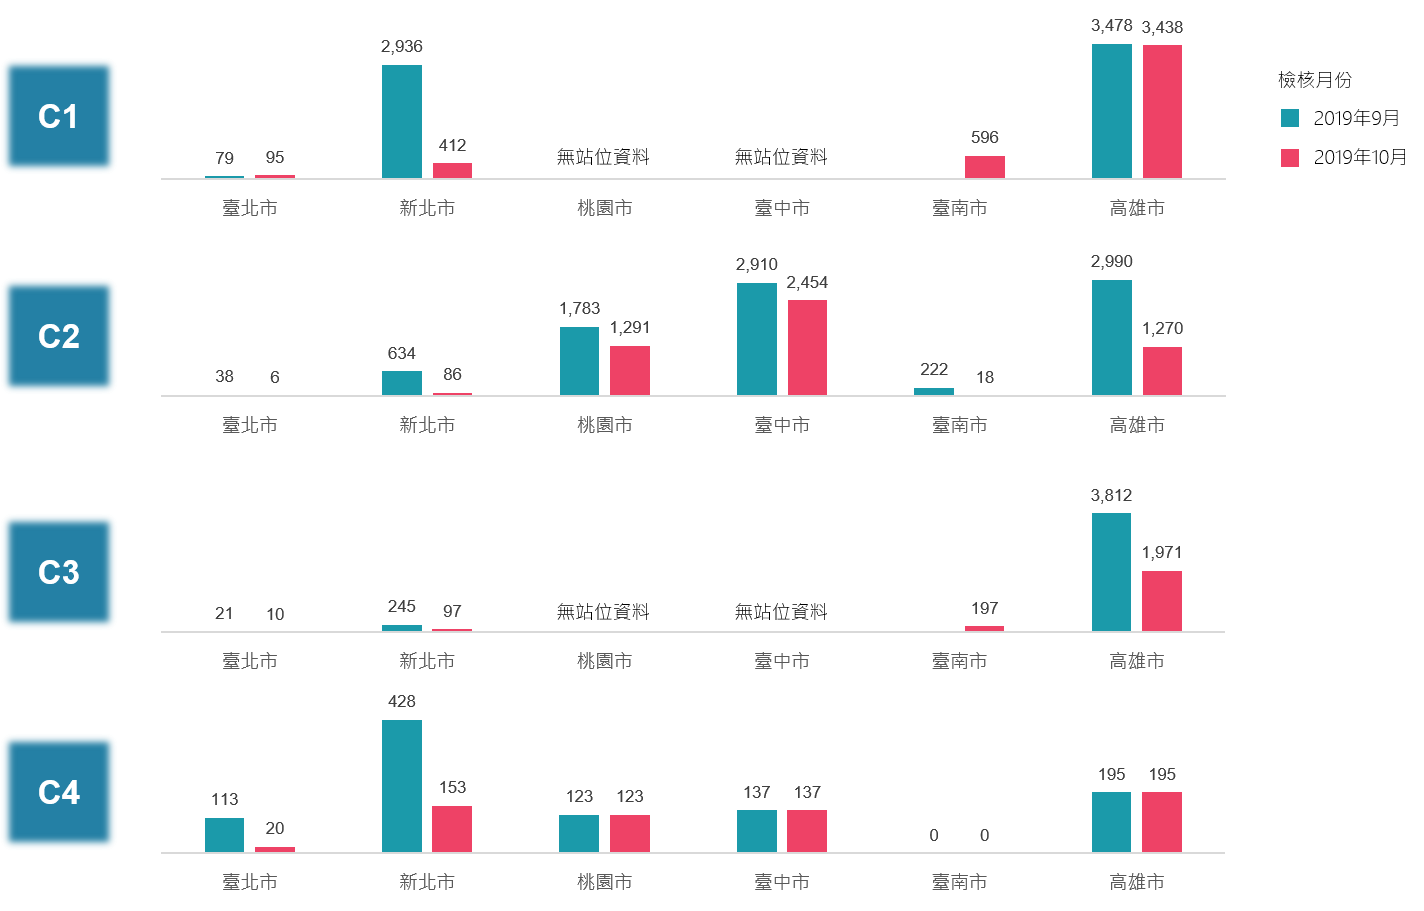 檢核月份
2019年9月
2019年10月
C1
79 95 2,936 412 無站位資料 無站位資料 596 3,478 3,438
臺北市 新北市 桃園市 臺中市 臺南市 高雄市
C2
38 6 634 86 1,783 1,291 2,910 2,454 222 18 2,990 1,270
臺北市 新北市 桃園市 臺中市 臺南市 高雄市
C3
21 10 245 97 無站位資料 無站位資料 197 3,812 1,971
臺北市 新北市 桃園市 臺中市 臺南市 高雄市
C4
113 20 428 153 123 123 137 137 0 0 195 195
臺北市 新北市 桃園市 臺中市 臺南市 高雄市